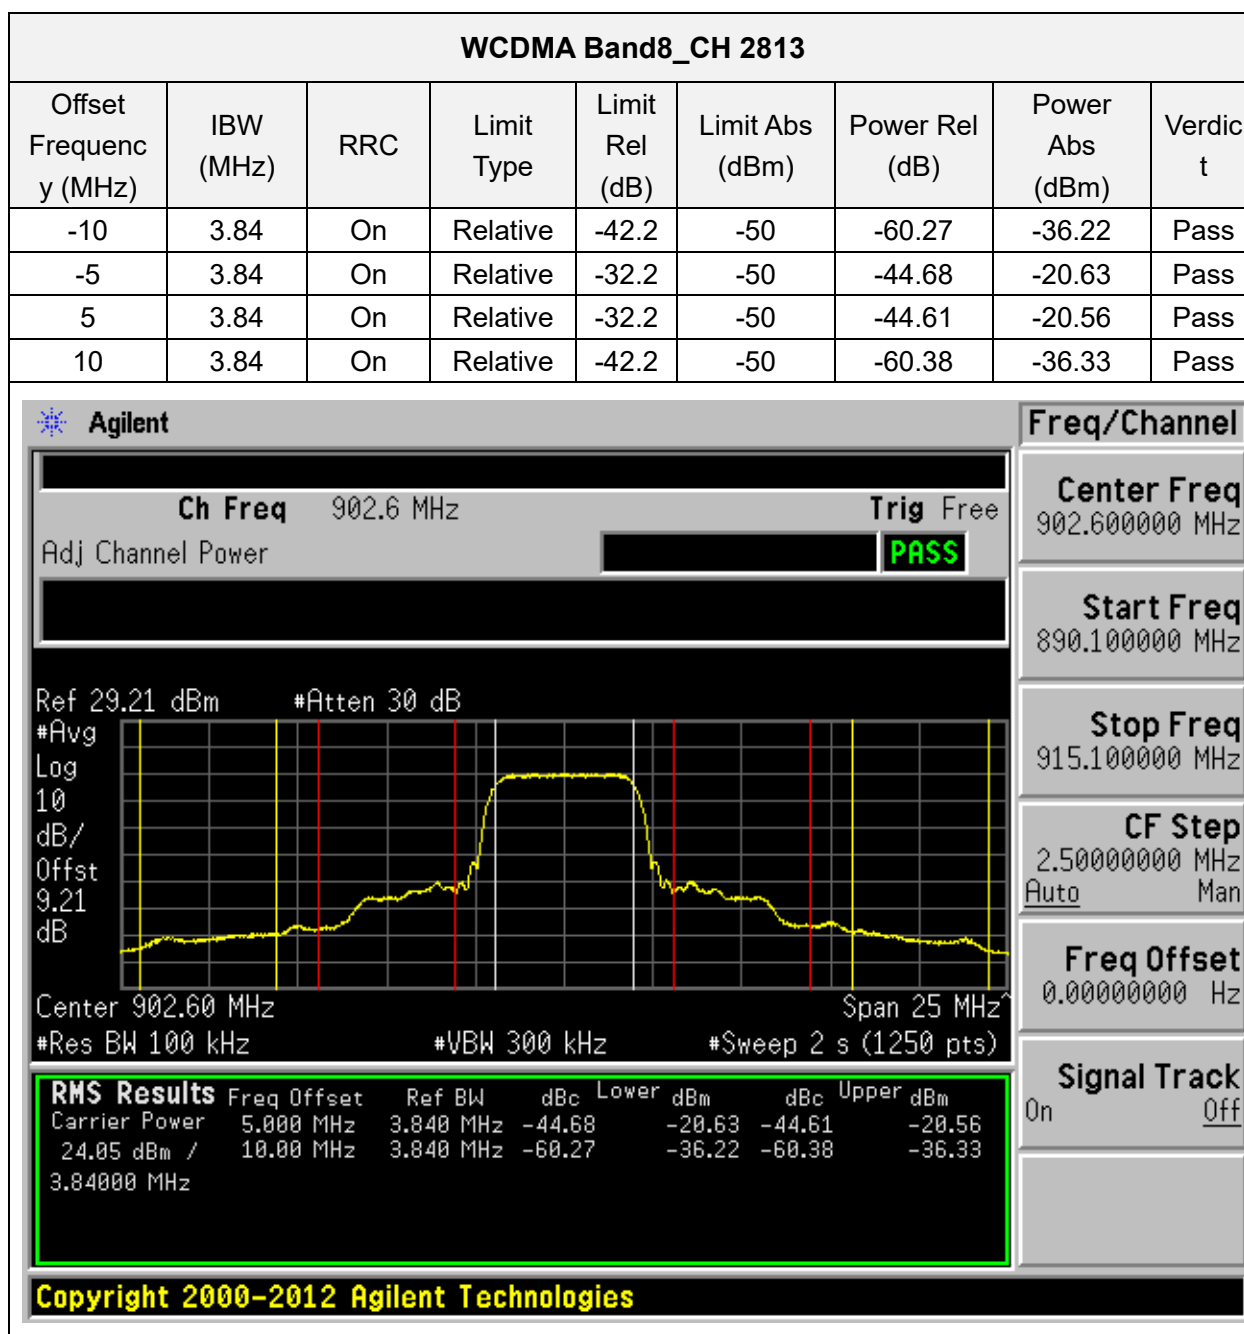 WCDMA Band8_CH 2813
Offset Frequenc y (MHz) IBW (MHz) RRC Limit Type Limit Rel (dB) Limit Abs (dBm) Power Rel (dB) Power Abs (dBm) Verdic t
-10 3.84 On Relative -42.2 -50 -60.27 -36.22 Pass
-5 3.84 On Relative -32.2 -50 -44.68 -20.63 Pass
5 3.84 On Relative -32.2 -50 -44.61 -20.56 Pass
10 3.84 On Relative -42.2 -50 -60.38 -36.33 Pass
Agilent
Ch Freq 902.6 MHz Trig Free
Adj Channel Power PASS
Ref 29.21 dBm #Atten 30 dB
#Avg
Log
10
dB/
Offst
9.21
dB
Center 902.60 MHz Span 25 MHz^
#Res BW 100 kHz #VBW 300 kHz #Sweep 2 s (1250 pts)
RMS Results Freq Offset Ref BW dBc Lower dBm dBc Upper dBm
Carrier Power 5.000 MHz 3.840 MHz -44.68 -20.63 -44.61 -20.56
24.05 dBm / 10.00 MHz 3.840 MHz -60.27 -36.22 -60.38 -36.33
3.84000 MHz
Copyright 2000-2012 Agilent Technologies
Freq/Channel
Center Freq
902.600000 MHz
Start Freq
890.100000 MHz
Stop Freq
915.100000 MHz
CF Step
2.50000000 MHz
Auto Man
Freq Offset
0.00000000 Hz
Signal Track
On Off